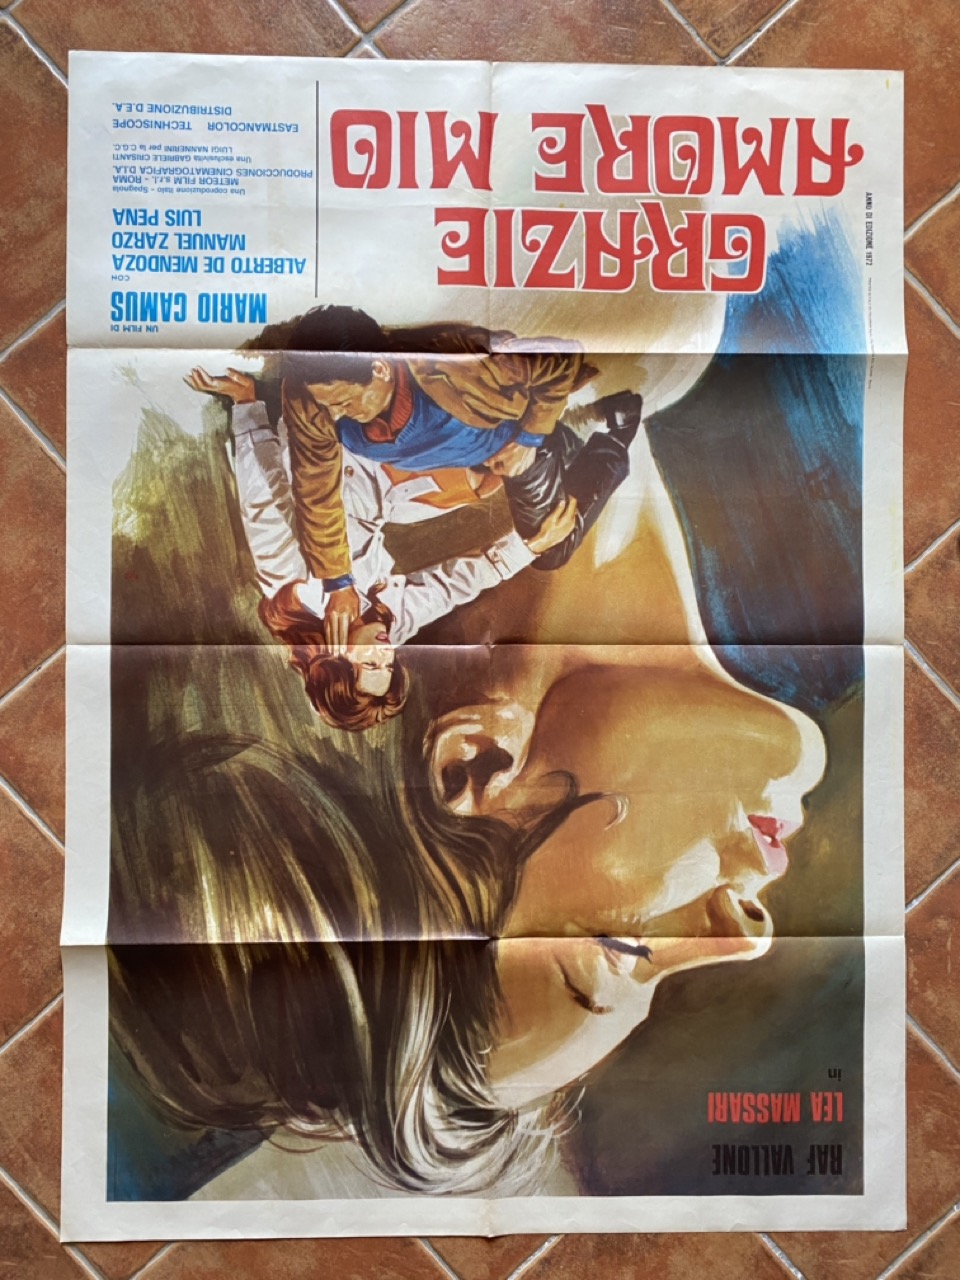 RAF VALLONE
LEA MASSARI
in
UN FILM DI
MARIO CAMUS
CON
ALBERTO DE MENDOZA
MANUEL ZARZO
LUIS PENA
GRAZIE
AMORE MIO
Una coproduzione Italo - Spagnola
METEOR FILM s.r.l. - ROMA
PRODUCCIONES CINEMATOGRAFICA D.I.A.
Una esclusività GABRIELE CRISANTI
LUIGI NANNERINI per la C.G.C.
EASTMANCOLOR TECHNISCOPE
DISTRIBUZIONE D.E.A.
ANNO DI EDIZIONE 1972